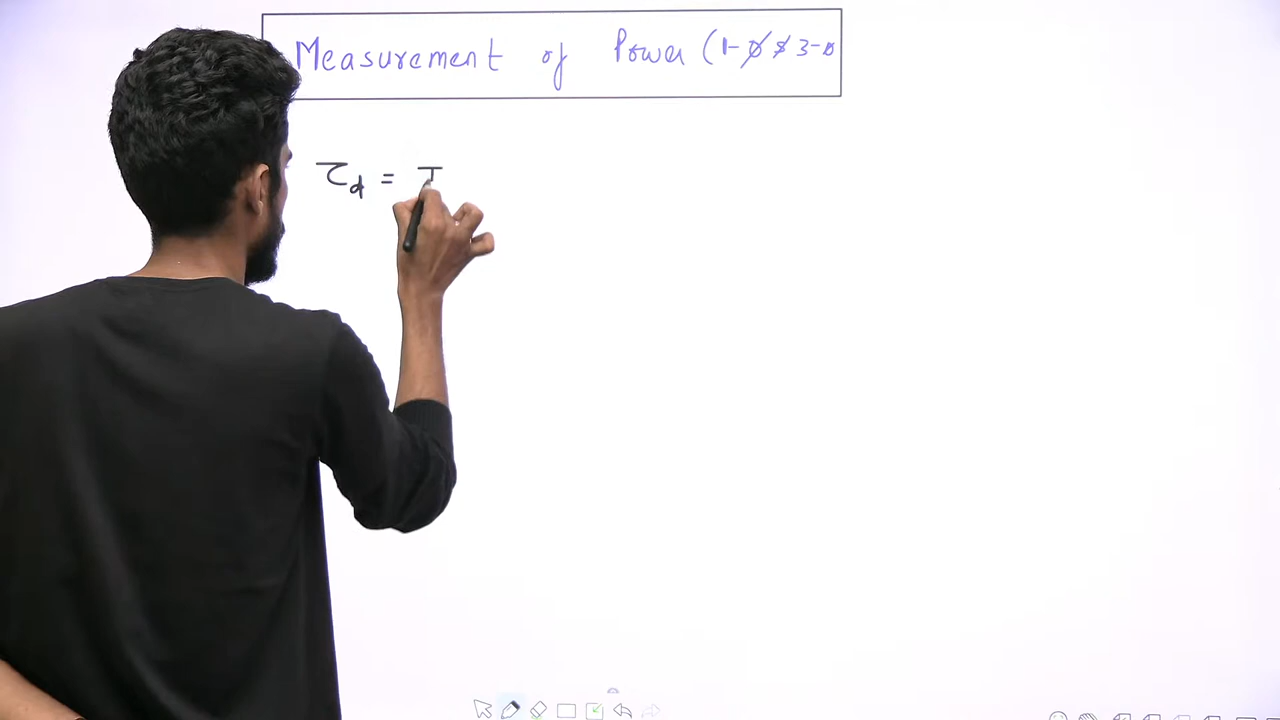 Measurement of Power (1-Ø & 3-Ø
τd = I